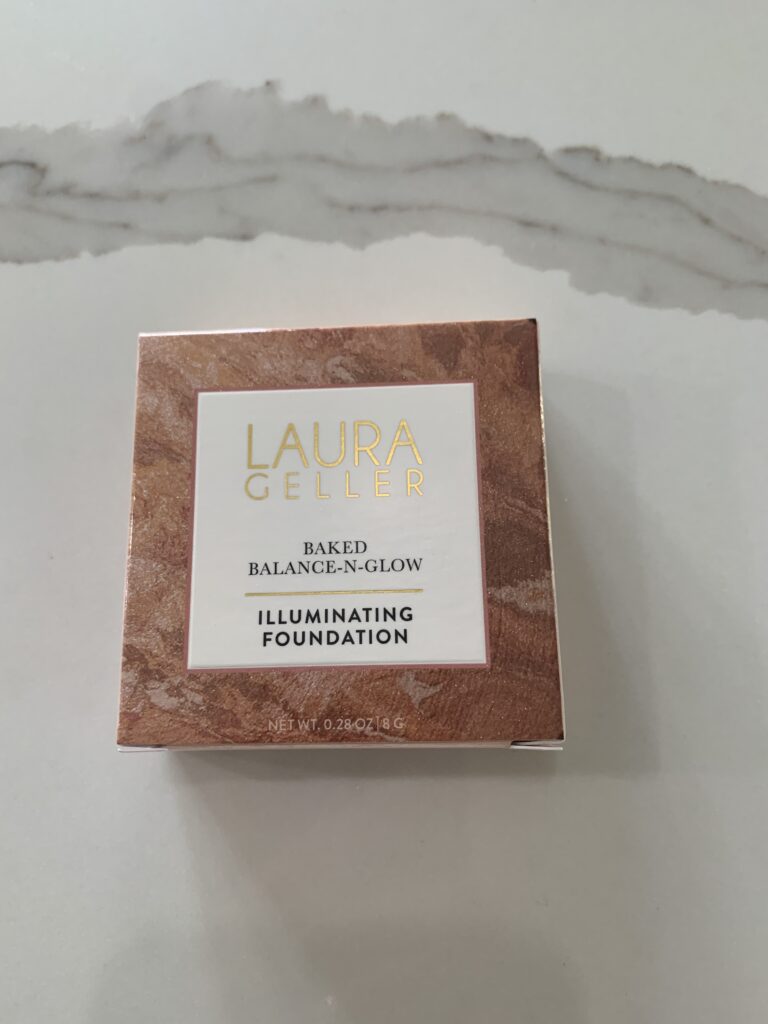 LAURA
GELLER
BAKED
BALANCE-N-GLOW
ILLUMINATING
FOUNDATION
NET WT. 0.28 OZ | 8 G